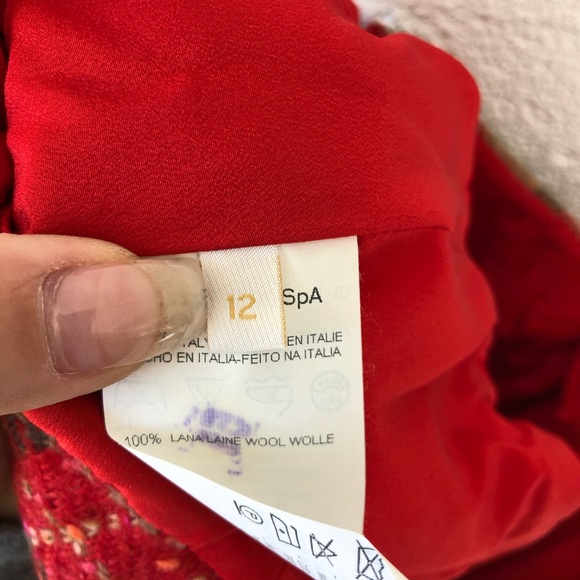 12
SpA
EN ITALIE
EN ITALIA-FEITO NA ITALIA
100% LANA LAINE WOOL WOLLE